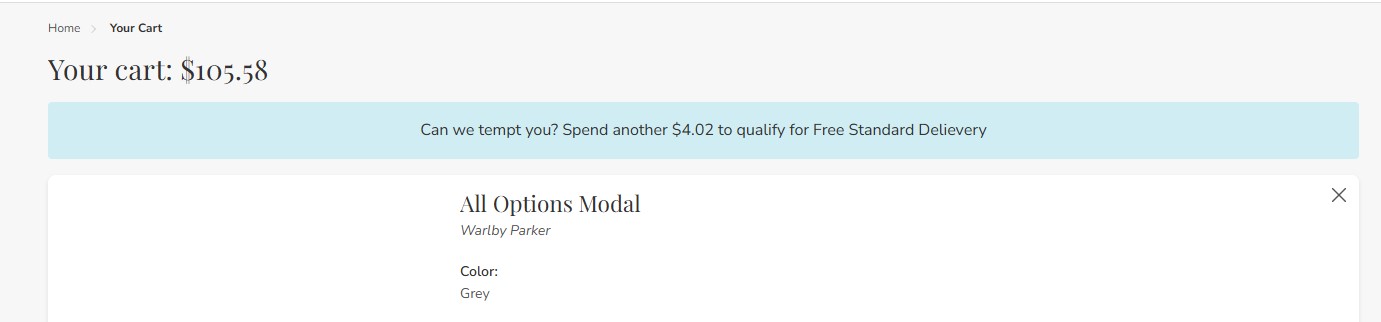 Home > Your Cart
Your cart: $105.58
Can we tempt you? Spend another $4.02 to qualify for Free Standard Delievery
All Options Modal
Warlby Parker
Color:
Grey